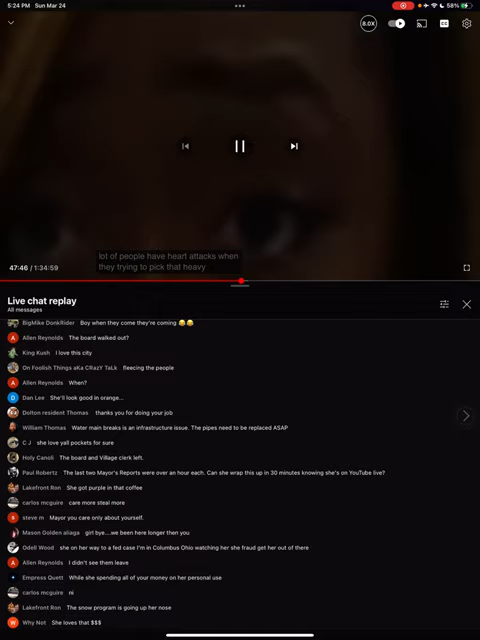 5:24 PM Sun Mar 24
58%
8.0X
CC
lot of people have heart attacks when
they trying to pick that heavy
47:46 / 1:34:59
Live chat replay
All messages
BigMike DonkRider Boy when they come they're coming 😂😂
A Allen Reynolds The board walked out?
King Kush I love this city
On Foolish Things aKa CRazY TaLk fleecing the people
A Allen Reynolds When?
D Dan Lee She'll look good in orange...
Dolton resident Thomas thanks you for doing your job
William Thomas Water main breaks is an infrastructure issue. The pipes need to be replaced ASAP
C J she love yall pockets for sure
Holy Canoli The board and Village clerk left.
Paul Robertz The last two Mayor's Reports were over an hour each. Can she wrap this up in 30 minutes knowing she's on YouTube live?
Lakefront Ron She got purple in that coffee
carlos mcguire care more steal more
s steve m Mayor you care only about yourself.
Mason Golden aliaga girl bye....we been here longer then you
Odell Wood she on her way to a fed case I'm in Columbus Ohio watching her she fraud get her out of there
A Allen Reynolds I didn't see them leave
Empress Quett While she spending all of your money on her personal use
carlos mcguire ni
Lakefront Ron The snow program is going up her nose
W Why Not She loves that $$$